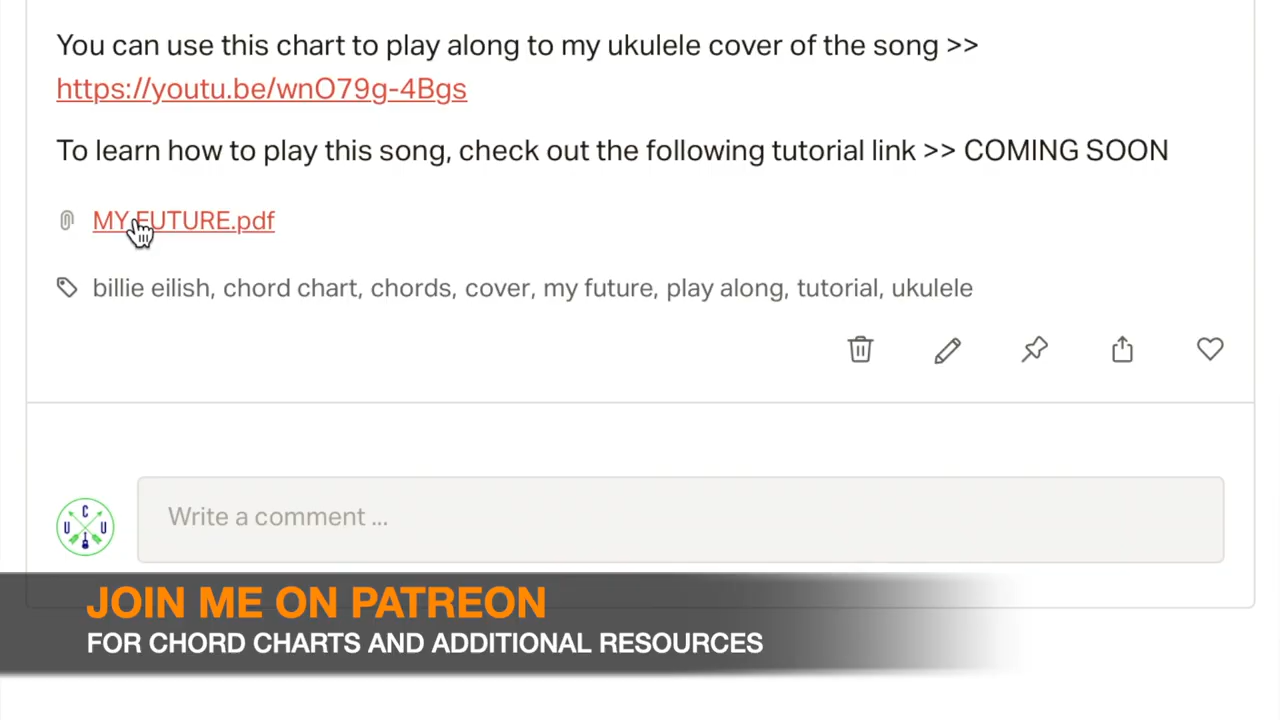 You can use this chart to play along to my ukulele cover of the song >>
https://youtu.be/wnO79g-4Bgs
To learn how to play this song, check out the following tutorial link >> COMING SOON
MY FUTURE.pdf
billie eilish, chord chart, chords, cover, my future, play along, tutorial, ukulele
C
U U
Write a comment ...
JOIN ME ON PATREON
FOR CHORD CHARTS AND ADDITIONAL RESOURCES